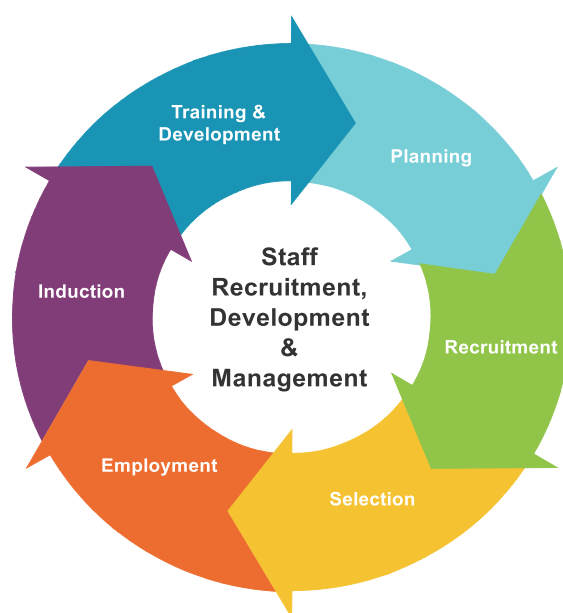 Training &
Development
Planning
Induction
Staff
Recruitment,
Development
&
Management
Recruitment
Employment
Selection